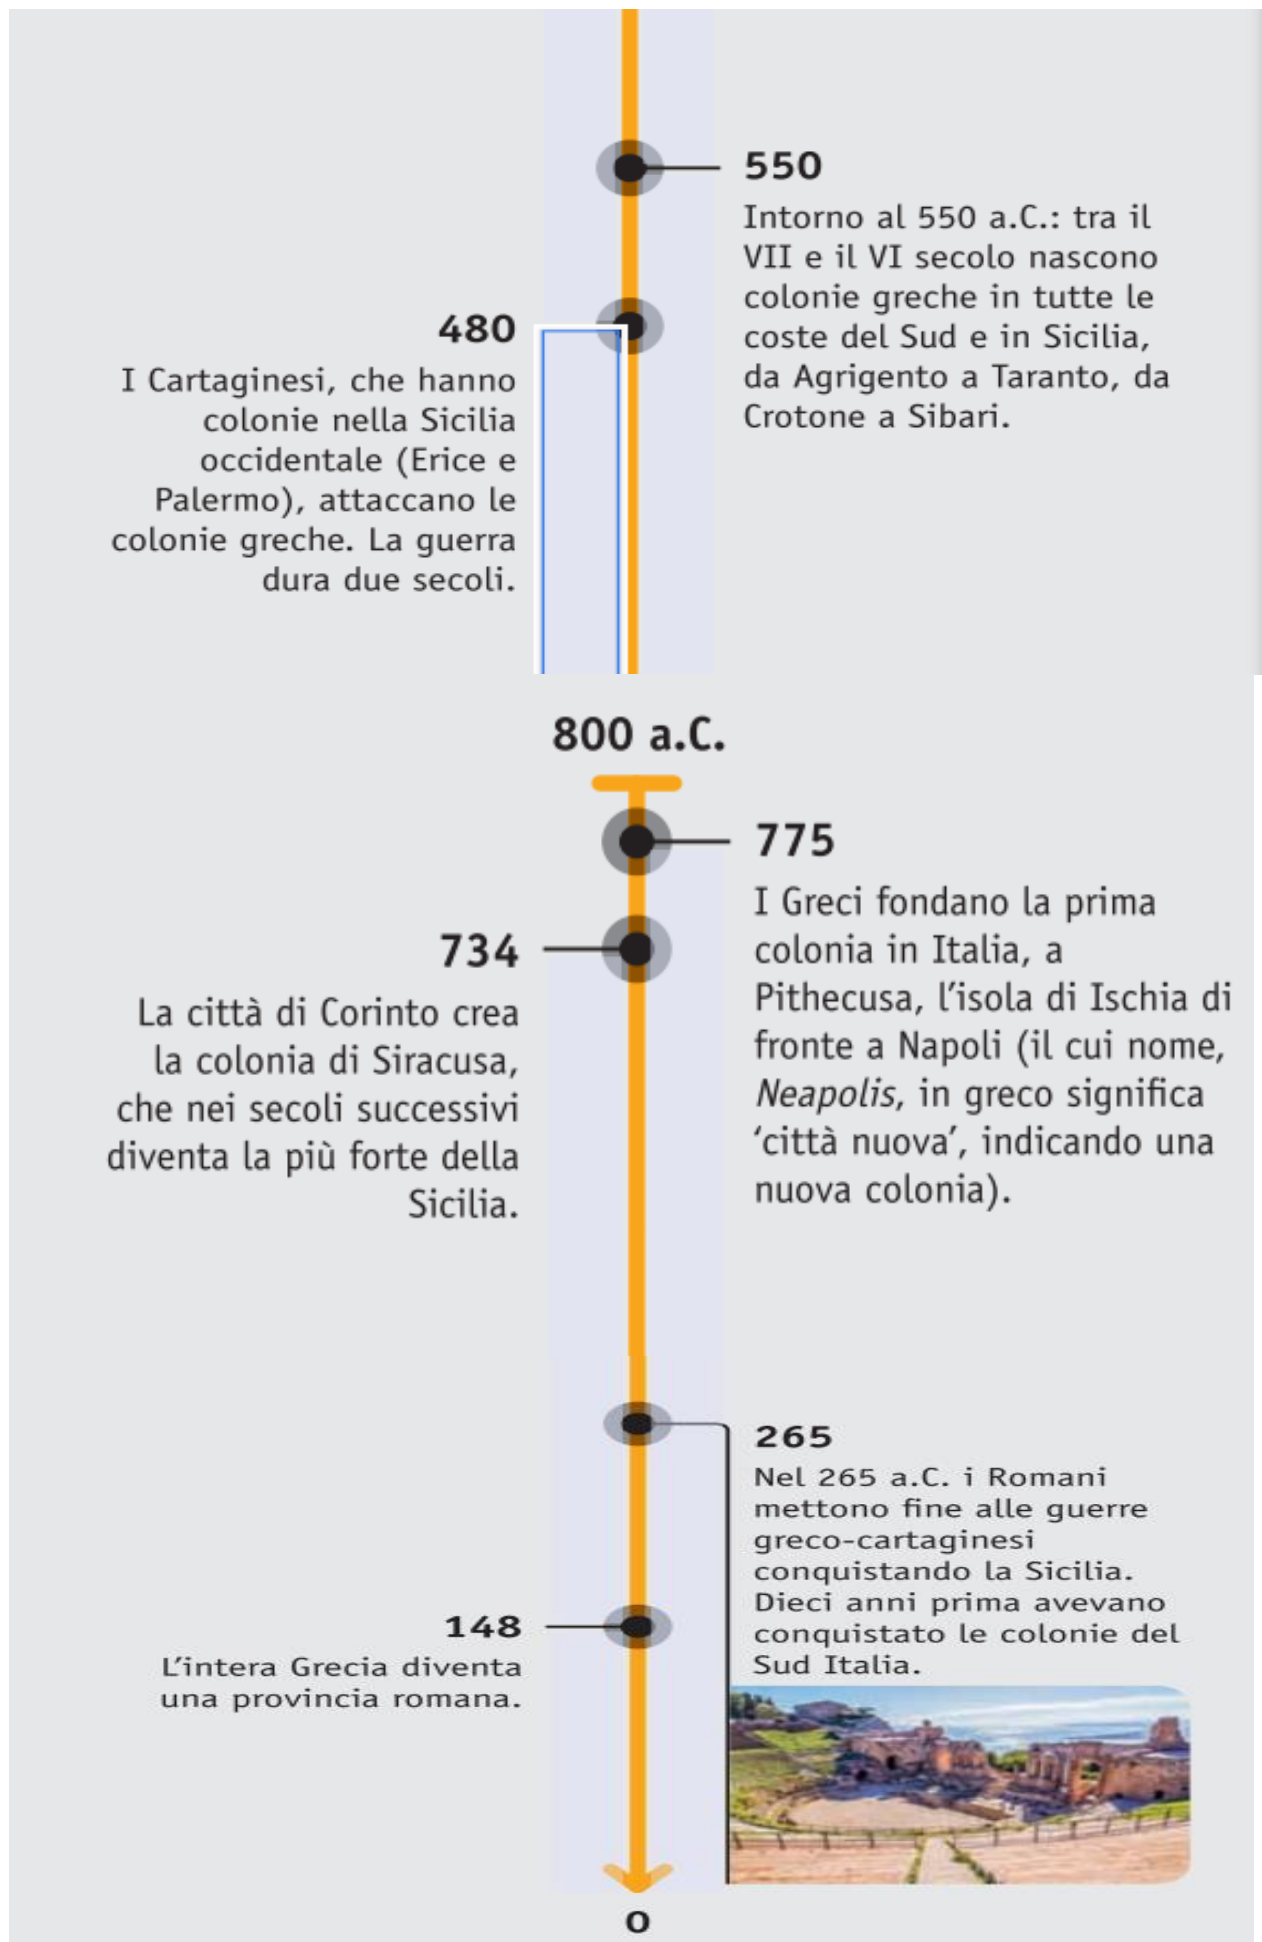 550
Intorno al 550 a.C.: tra il
VII e il VI secolo nascono
colonie greche in tutte le
coste del Sud e in Sicilia,
da Agrigento a Taranto, da
Crotone a Sibari.
480
I Cartaginesi, che hanno
colonie nella Sicilia
occidentale (Erice e
Palermo), attaccano le
colonie greche. La guerra
dura due secoli.
800 a.C.
775
I Greci fondano la prima
colonia in Italia, a
Pithecusa, l’isola di Ischia di
fronte a Napoli (il cui nome,
Neapolis, in greco significa
‘città nuova’, indicando una
nuova colonia).
734
La città di Corinto crea
la colonia di Siracusa,
che nei secoli successivi
diventa la più forte della
Sicilia.
265
Nel 265 a.C. i Romani
mettono fine alle guerre
greco-cartaginesi
conquistando la Sicilia.
Dieci anni prima avevano
conquistato le colonie del
Sud Italia.
148
L’intera Grecia diventa
una provincia romana.
0